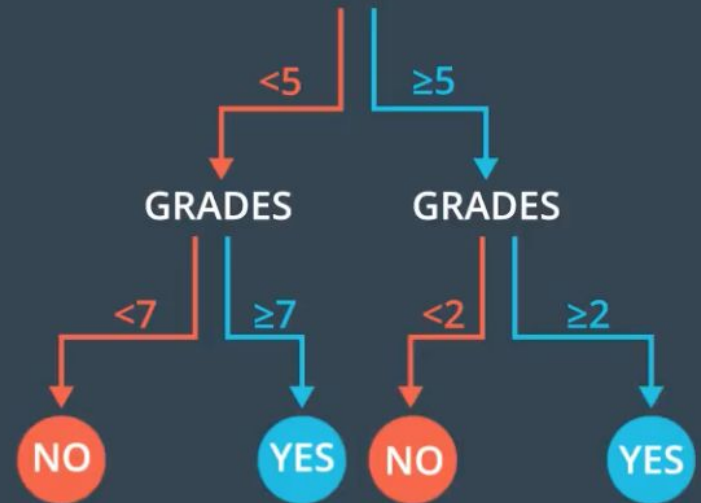 <5 ≥5
GRADES GRADES
<7 ≥7 <2 ≥2
NO YES NO YES